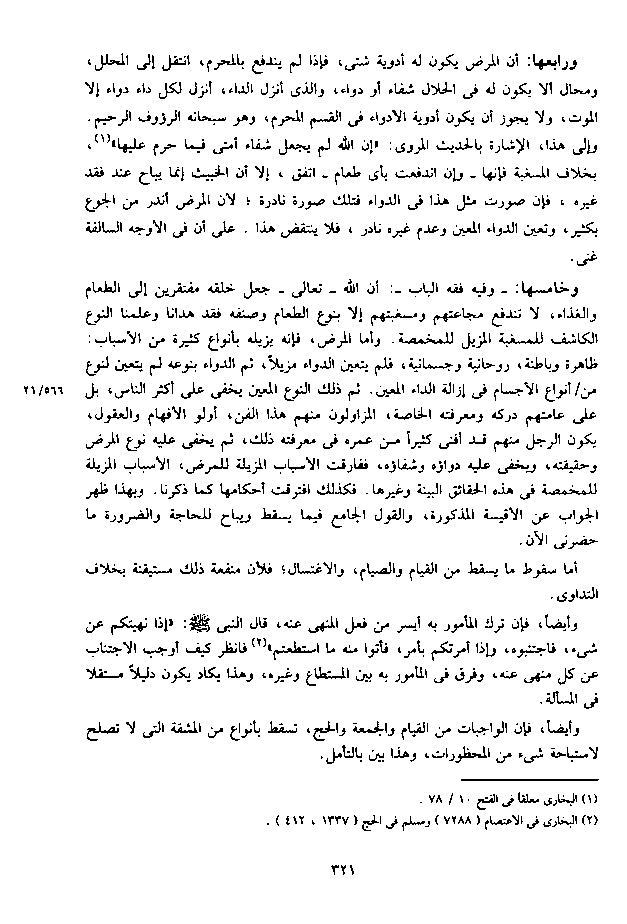 ورابعها: أن المرض يكون له أدوية شتى، فإذا لم يندفع بالمحرم، انتقل إلى المحلل،
ومحال ألا يكون له فى الحلال شفاء أو دواء، والذى أنزل الداء، أنزل لكل داء دواء إلا
الموت، ولا يجوز أن يكون أدوية الأدواء فى القسم المحرم، وهو سبحانه الرؤوف الرحيم.
وإلى هذا، الإشارة بالحديث المروى: «إن الله لم يجعل شفاء أمتى فيما حرم عليها»(١)،
بخلاف المسغبة فإنها ـ وإن اندفعت بأى طعام ـ اتفق ، إلا أن الخبيث إنما يباح عند فقد
غيره ، فإن صورت مثل هذا فى الدواء فتلك صورة نادرة ؛ لأن المرض أندر من الجوع
بكثير، وتعين الدواء المعين وعدم غيره نادر ، فلا ينتقض هذا . على أن فى الأوجه السالفة
غنى.
وخامسها: ـ وفيه فقه الباب ـ: أن الله ـ تعالى ـ جعل خلقه مفتقرين إلى الطعام
والغذاء، لا تندفع مجاعتهم ومسغبتهم إلا بنوع الطعام وصنفه فقد هدانا وعلمنا النوع
الكاشف للمسغبة المزيل للمخمصة. وأما المرض، فإنه يزيله بأنواع كثيرة من الأسباب:
ظاهرة وباطنة، روحانية وجسمانية، فلم يتعين الدواء مزيلاً، ثم الدواء بنوعه لم يتعين لنوع
٢١/٥٦٦ من/ أنواع الأجسام فى إزالة الداء المعين. ثم ذلك النوع المعين يخفى على أكثر الناس، بل
على عامتهم دركه ومعرفته الخاصة، المزاولون منهم هذا الفن، أولو الأفهام والعقول،
يكون الرجل منهم قد أفنى كثيراً من عمره فى معرفته ذلك، ثم يخفى عليه نوع المرض
وحقيقته، ويخفى عليه دواؤه وشفاؤه، ففارقت الأسباب المزيلة للمرض، الأسباب المزيلة
للمخمصة فى هذه الحقائق البينة وغيرها. فكذلك افترقت أحكامها كما ذكرنا. وبهذا ظهر
الجواب عن الأقيسة المذكورة، والقول الجامع فيما يسقط ويباح للحاجة والضرورة ما
حضرنى الآن.
أما سقوط ما يسقط من القيام والصيام، والاغتسال؛ فلأن منفعة ذلك مستيقنة بخلاف
التداوى.
وأيضاً، فإن ترك المأمور به أيسر من فعل المنهى عنه، قال النبى ﷺ: «إذا نهيتكم عن
شىء، فاجتنبوه، وإذا أمرتكم بأمر، فأتوا منه ما استطعتم»(٢) فانظر كيف أوجب الاجتناب
عن كل منهى عنه، وفرق فى المأمور به بين المستطاع وغيره، وهذا يكاد يكون دليلاً مستقلا
فى المسألة.
وأيضاً، فإن الواجبات من القيام والجمعة والحج، تسقط بأنواع من المشقة التى لا تصلح
لاستباحة شىء من المحظورات، وهذا بين بالتأمل.
(١) البخارى معلقاً فى الفتح ١٠ / ٧٨ .
(٢) البخارى فى الاعتصام ( ٧٢٨٨ ) ومسلم فى الحج ( ١٣٣٧ ، ٤١٢ ) .
٣٢١